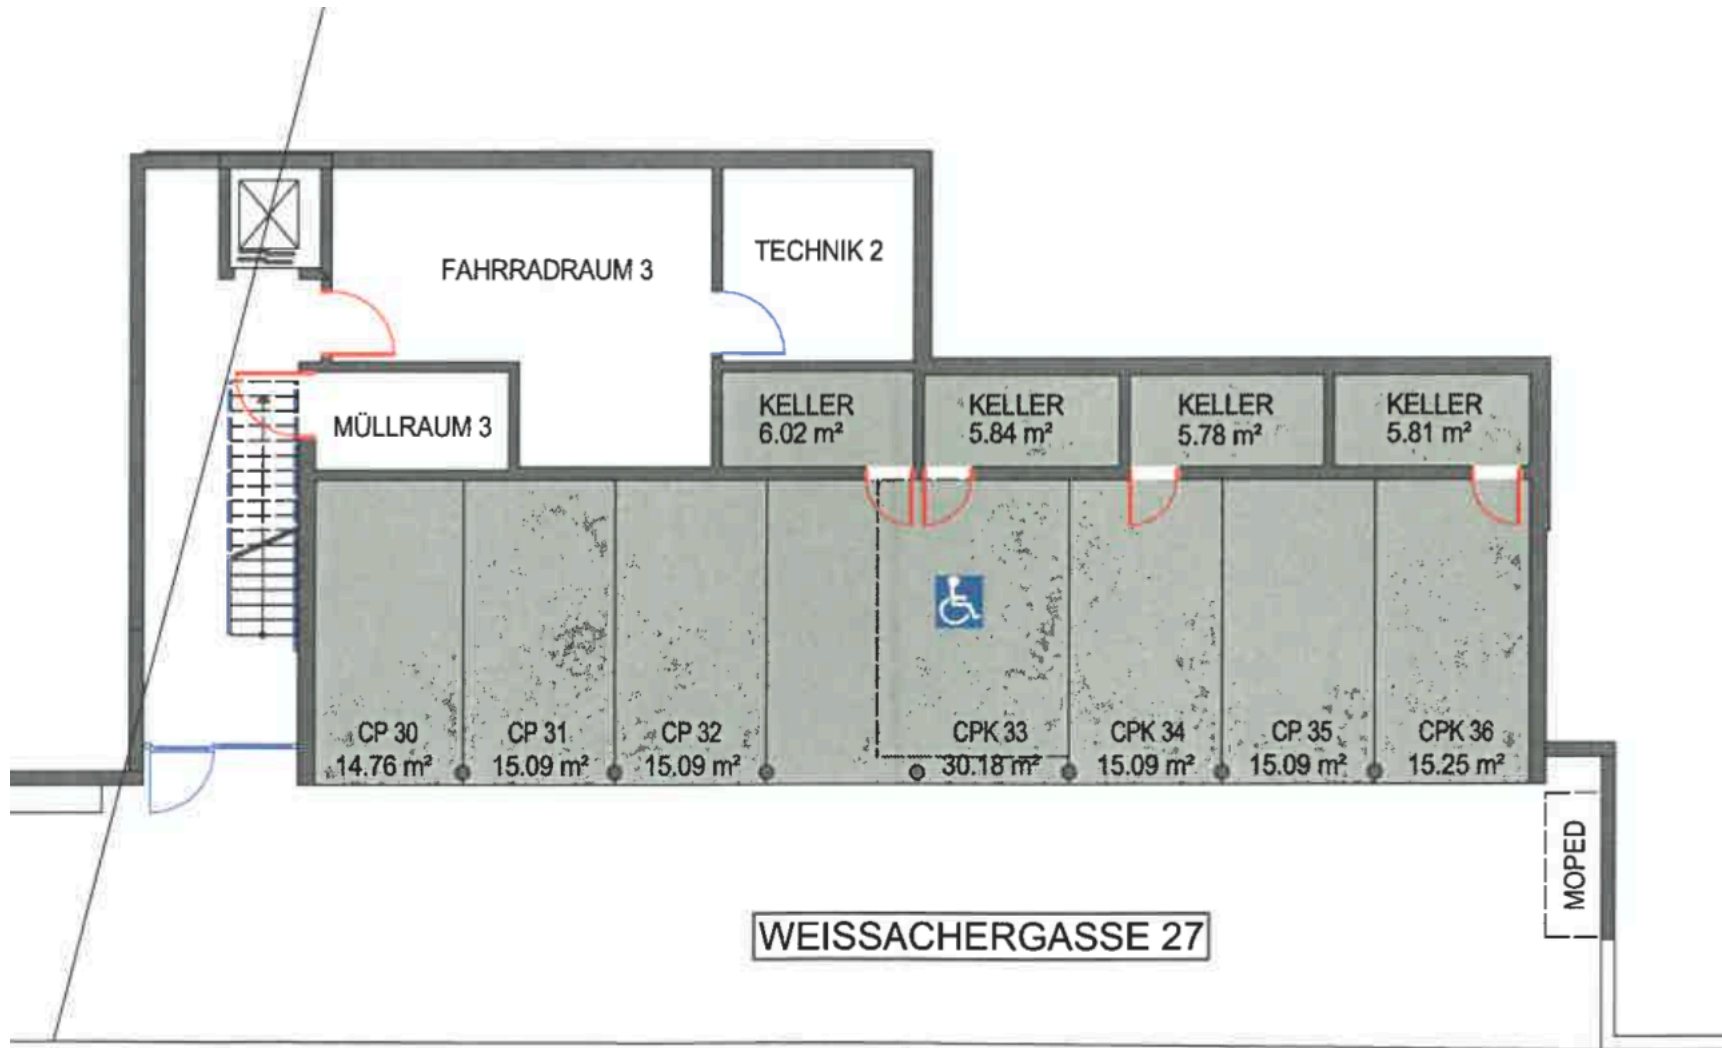 TECHNIK 2
FAHRRADRAUM 3
MÜLLRAUM 3
KELLER
6.02 m²
KELLER
5.84 m²
KELLER
5.78 m²
KELLER
5.81 m²
CP 30
14.76 m²
CP 31
15.09 m²
CP 32
15.09 m²
CPK 33
30.18 m²
CPK 34
15.09 m²
CP 35
15.09 m²
CPK 36
15.25 m²
MOPED
WEISSACHERGASSE 27